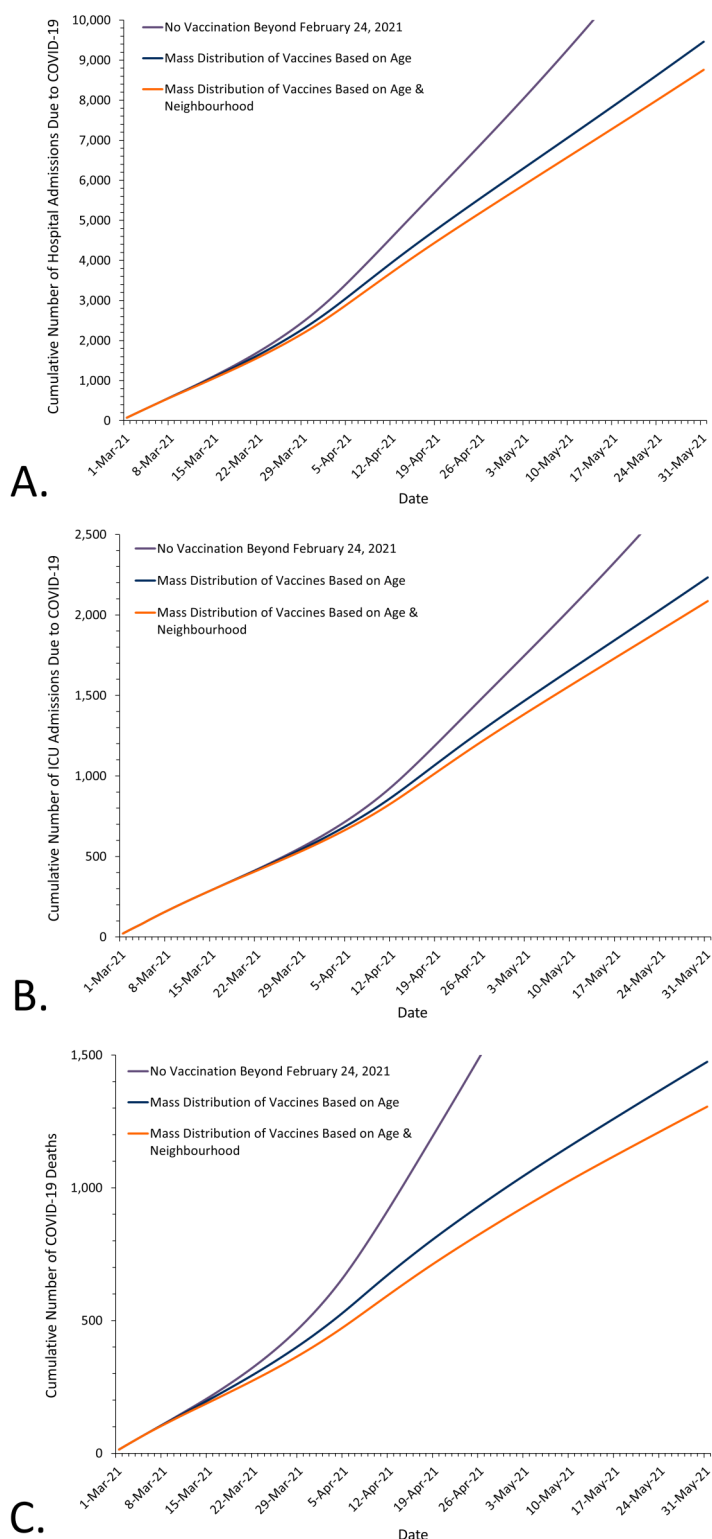 Cumulative Number of Hospital Admissions Due to COVID-19
10,000
9,000
8,000
7,000
6,000
5,000
4,000
3,000
2,000
1,000
0
No Vaccination Beyond February 24, 2021
Mass Distribution of Vaccines Based on Age
Mass Distribution of Vaccines Based on Age &
Neighbourhood
1-Mar-21
8-Mar-21
15-Mar-21
22-Mar-21
29-Mar-21
5-Apr-21
12-Apr-21
19-Apr-21
26-Apr-21
3-May-21
10-May-21
17-May-21
24-May-21
31-May-21
Date
A.
Cumulative Number of ICU Admissions Due to COVID-19
2,500
2,000
1,500
1,000
500
0
No Vaccination Beyond February 24, 2021
Mass Distribution of Vaccines Based on Age
Mass Distribution of Vaccines Based on Age &
Neighbourhood
1-Mar-21
8-Mar-21
15-Mar-21
22-Mar-21
29-Mar-21
5-Apr-21
12-Apr-21
19-Apr-21
26-Apr-21
3-May-21
10-May-21
17-May-21
24-May-21
31-May-21
Date
B.
Cumulative Number of COVID-19 Deaths
1,500
1,000
500
0
No Vaccination Beyond February 24, 2021
Mass Distribution of Vaccines Based on Age
Mass Distribution of Vaccines Based on Age &
Neighbourhood
1-Mar-21
8-Mar-21
15-Mar-21
22-Mar-21
29-Mar-21
5-Apr-21
12-Apr-21
19-Apr-21
26-Apr-21
3-May-21
10-May-21
17-May-21
24-May-21
31-May-21
Date
C.